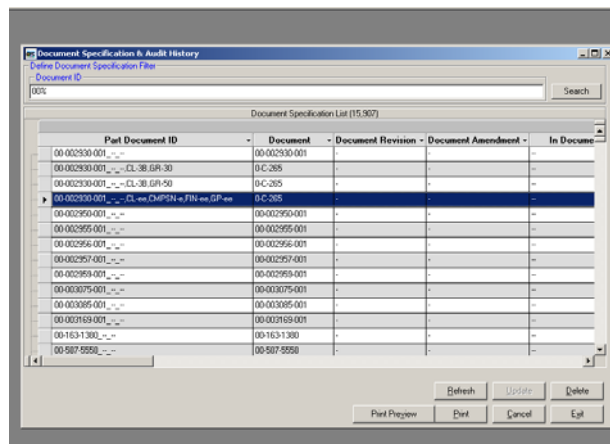 Document Specification & Audit History
Define Document Specification Filter
Document ID
00%
Search
Document Specification List (15,907)
Part Document ID Document Document Revision Document Amendment In Docume
00-002930-001_--_-- 00-002930-001 - - --
00-002930-001_--_--,CL-3B,GR-30 0-C-265 - - --
00-002930-001_--_--,CL-3B,GR-50 0-C-265 - - --
00-002930-001_--_--,CL-ee,CMPSN-e,FIN-ee,GP-ee 0-C-265 - - --
00-002950-001_--_-- 00-002950-001 - - --
00-002955-001_--_-- 00-002955-001 - - --
00-002956-001_--_-- 00-002956-001 - - --
00-002957-001_--_-- 00-002957-001 - - --
00-002959-001_--_-- 00-002959-001 - - --
00-003075-001_--_-- 00-003075-001 - - --
00-003085-001_--_-- 00-003085-001 - - --
00-003169-001_--_-- 00-003169-001 - - --
00-163-1380_--_-- 00-163-1380 - - --
00-507-5550_--_-- 00-507-5550 - - --
Refresh Update Delete
Print Preview Print Cancel Exit